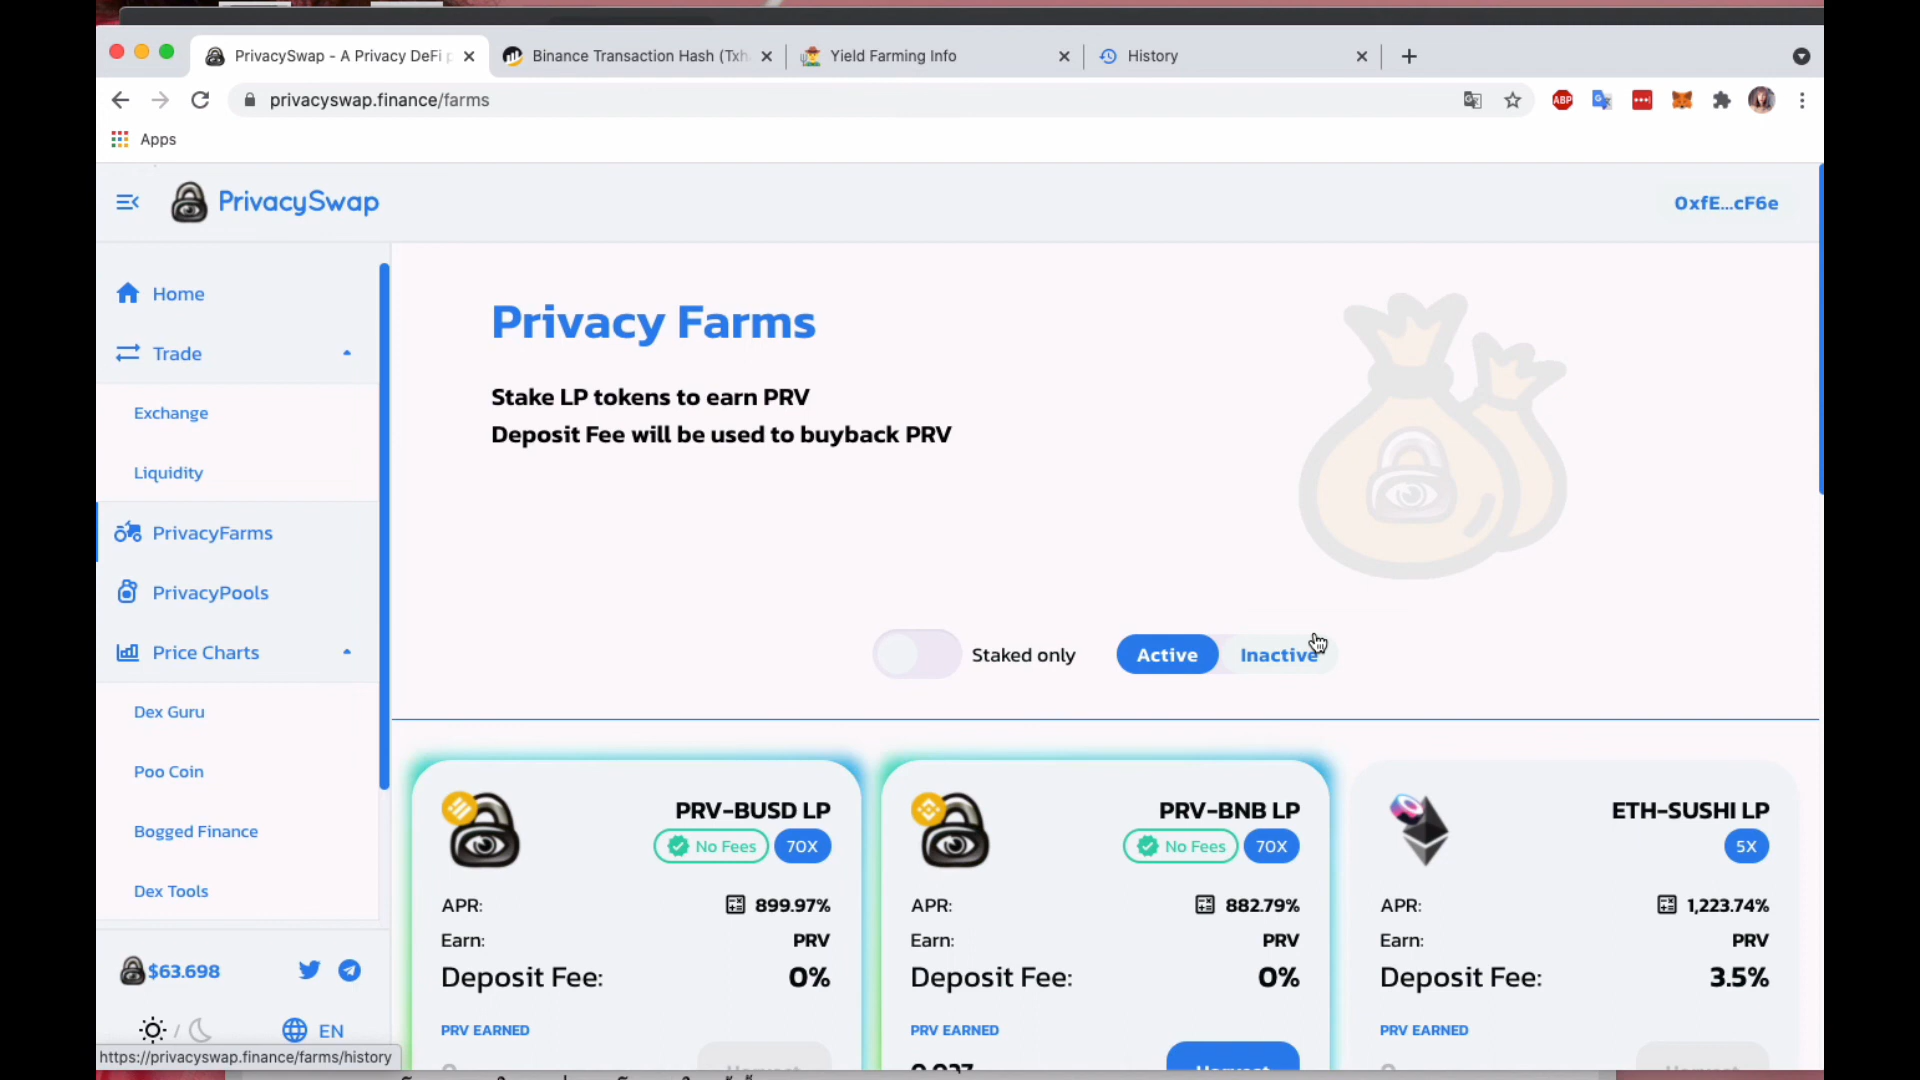 PrivacySwap - A Privacy DeFi p
Binance Transaction Hash (Txh
Yield Farming Info
History
privacyswap.finance/farms
ABP
Apps
PrivacySwap
0xfE...cF6e
Home
Trade
Exchange
Liquidity
PrivacyFarms
PrivacyPools
Price Charts
Dex Guru
Poo Coin
Bogged Finance
Dex Tools
$63.698
/
EN
https://privacyswap.finance/farms/history
Privacy Farms
Stake LP tokens to earn PRV
Deposit Fee will be used to buyback PRV
Staked only
Active
Inactive
PRV-BUSD LP
No Fees
70X
APR:
899.97%
Earn:
PRV
Deposit Fee:
0%
PRV EARNED
PRV-BNB LP
No Fees
70X
APR:
882.79%
Earn:
PRV
Deposit Fee:
0%
PRV EARNED
0.037
Harvest
ETH-SUSHI LP
5X
APR:
1,223.74%
Earn:
PRV
Deposit Fee:
3.5%
PRV EARNED